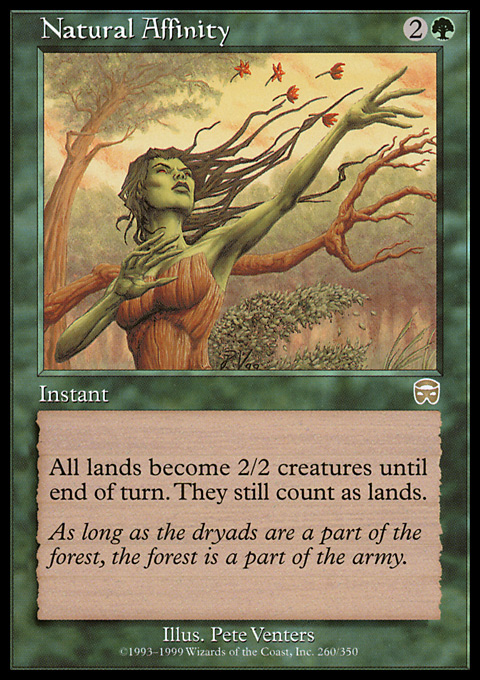 Natural Affinity 2
Instant
All lands become 2/2 creatures until
end of turn. They still count as lands.
As long as the dryads are a part of the
forest, the forest is a part of the army.
Illus. Pete Venters
©1993–1999 Wizards of the Coast, Inc. 260/350